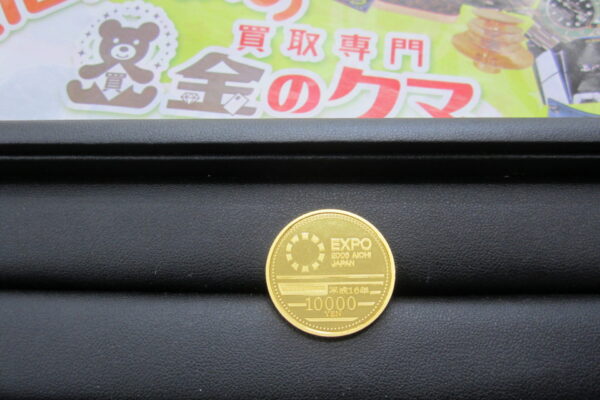 買取専門
買
金のクマ
EXPO
2005 AICHI
JAPAN
平成16年
10000
YEN